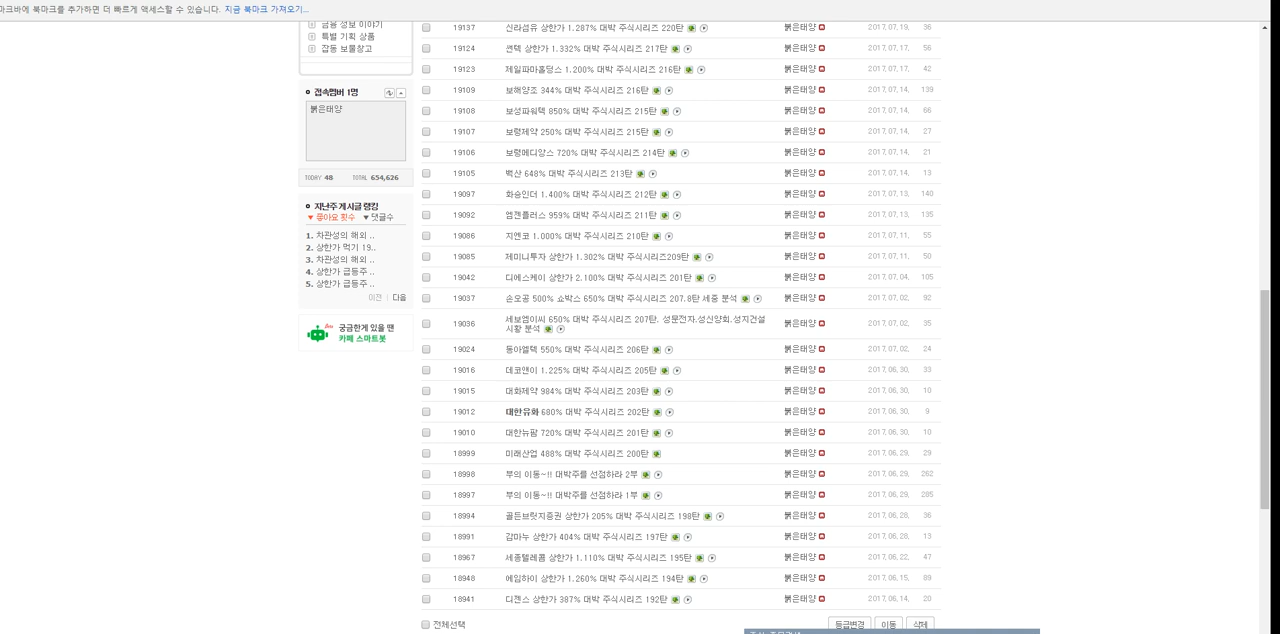 마크바에 북마크를 추가하면 더 빠르게 액세스할 수 있습니다. 지금 북마크 가져오기...
금융 정보 이야기
특별 기획 상품
잡동 보물창고
접속멤버 1명
붉은태양
TODAY 48 TOTAL 654,626
지난주 게시글 랭킹
▼ 좋아요 횟수 ▼ 댓글수
1. 차관성의 해외 ..
2. 상한가 먹기 19..
3. 차관성의 해외 ..
4. 상한가 급등주 ..
5. 상한가 급등주 ..
이전 | 다음
궁금한게 있을 땐
카페 스마트봇
19137 신라섬유 상한가 1.287% 대박 주식시리즈 220탄 붉은태양 2017.07.19. 36
19124 쎈텍 상한가 1.332% 대박 주식시리즈 217탄 붉은태양 2017.07.17. 56
19123 제일파마홀딩스 1.200% 대박 주식시리즈 216탄 붉은태양 2017.07.17. 42
19109 보해양조 344% 대박 주식시리즈 216탄 붉은태양 2017.07.14. 139
19108 보성파워텍 850% 대박 주식시리즈 215탄 붉은태양 2017.07.14. 66
19107 보령제약 250% 대박 주식시리즈 215탄 붉은태양 2017.07.14. 27
19106 보령메디앙스 720% 대박 주식시리즈 214탄 붉은태양 2017.07.14. 21
19105 백산 648% 대박 주식시리즈 213탄 붉은태양 2017.07.14. 13
19097 화승인더 1.400% 대박 주식시리즈 212탄 붉은태양 2017.07.13. 140
19092 엠젠플러스 959% 대박 주식시리즈 211탄 붉은태양 2017.07.13. 135
19086 지엔코 1.000% 대박 주식시리즈 210탄 붉은태양 2017.07.11. 55
19085 제미니투자 상한가 1.302% 대박 주식시리즈209탄 붉은태양 2017.07.11. 50
19042 디에스케이 상한가 2.100% 대박 주식시리즈 201탄 붉은태양 2017.07.04. 105
19037 손오공 500% 쇼박스 650% 대박 주식시리즈 207.8탄 세종 분석 붉은태양 2017.07.02. 92
19036 세보엠이씨 650% 대박 주식시리즈 207탄. 성문전자.성신양회.성지건설 붉은태양 2017.07.02. 35
시황 분석
19024 동아엘텍 550% 대박 주식시리즈 206탄 붉은태양 2017.07.02. 24
19016 데코앤이 1.225% 대박 주식시리즈 205탄 붉은태양 2017.06.30. 33
19015 대화제약 984% 대박 주식시리즈 203탄 붉은태양 2017.06.30. 10
19012 대한유화 680% 대박 주식시리즈 202탄 붉은태양 2017.06.30. 9
19010 대한뉴팜 720% 대박 주식시리즈 201탄 붉은태양 2017.06.30. 10
18999 미래산업 488% 대박 주식시리즈 200탄 붉은태양 2017.06.29. 29
18998 부의 이동~!! 대박주를 선점하라 2부 붉은태양 2017.06.29. 262
18997 부의 이동~!! 대박주를 선점하라 1부 붉은태양 2017.06.29. 285
18994 골든브릿지증권 상한가 205% 대박 주식시리즈 198탄 붉은태양 2017.06.28. 36
18991 감마누 상한가 404% 대박 주식시리즈 197탄 붉은태양 2017.06.28. 13
18967 세종텔레콤 상한가 1.110% 대박 주식시리즈 195탄 붉은태양 2017.06.22. 47
18948 에임하이 상한가 1.260% 대박 주식시리즈 194탄 붉은태양 2017.06.15. 89
18941 디젠스 상한가 387% 대박 주식시리즈 192탄 붉은태양 2017.06.14. 20
전체선택 등급변경 이동 삭제